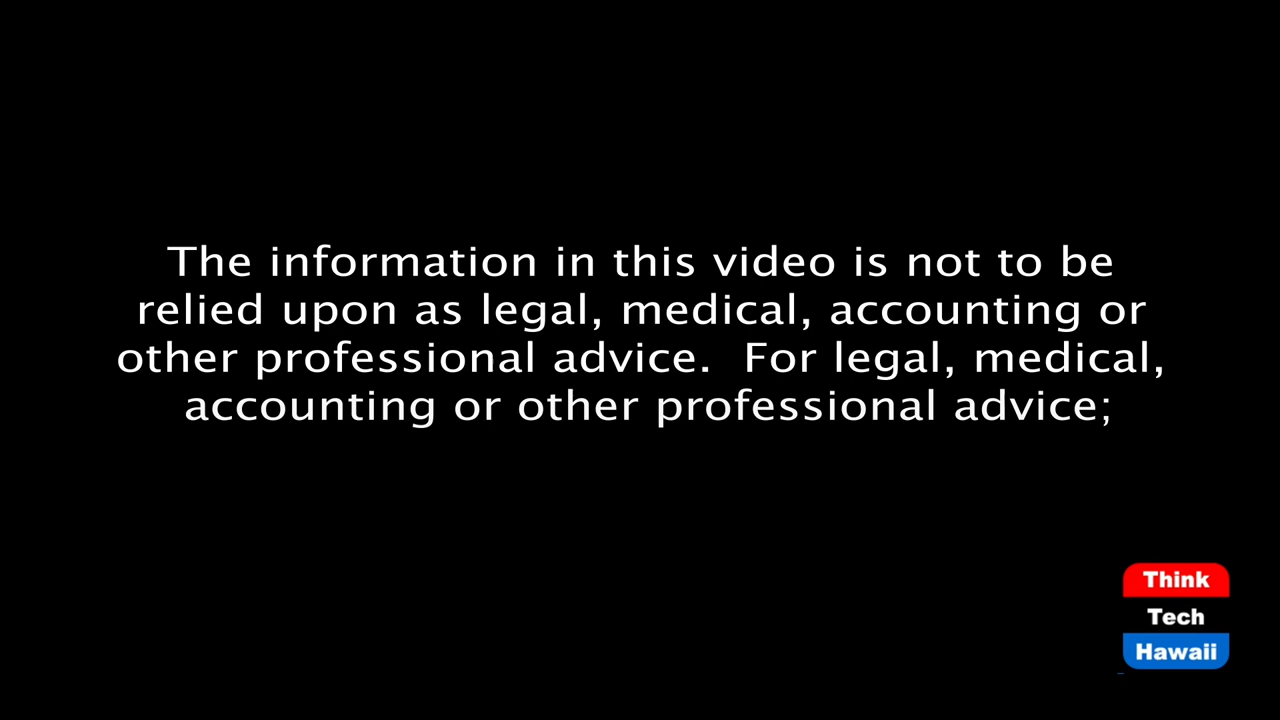 The information in this video is not to be
relied upon as legal, medical, accounting or
other professional advice.  For legal, medical,
accounting or other professional advice;
Think
Tech
Hawaii